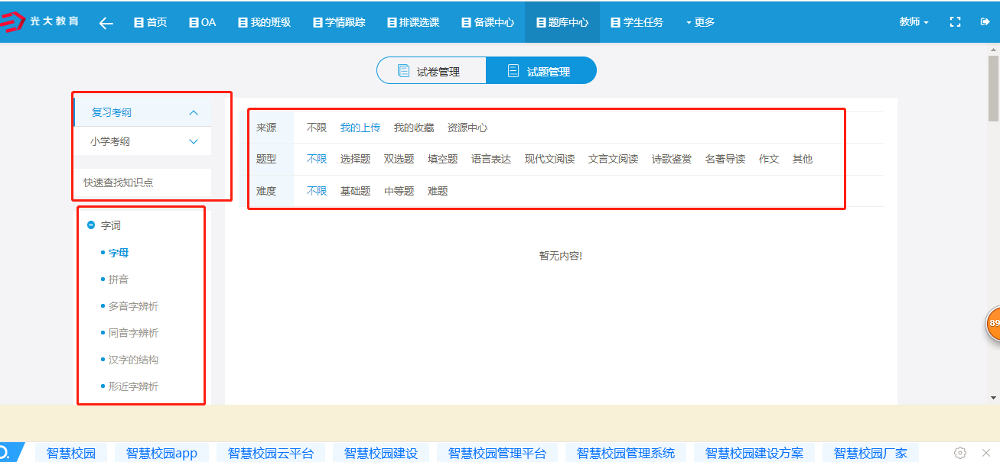 光大教育 首页 OA 我的班级 学情跟踪 排课选课 备课中心 题库中心 学生任务 更多 教师
试卷管理 试题管理
复习考纲
小学考纲
快速查找知识点
字词
字母
拼音
多音字辨析
同音字辨析
汉字的结构
形近字辨析
来源 不限 我的上传 我的收藏 资源中心
题型 不限 选择题 双选题 填空题 语言表达 现代文阅读 文言文阅读 诗歌鉴赏 名著导读 作文 其他
难度 不限 基础题 中等题 难题
暂无内容!
89
智慧校园 智慧校园app 智慧校园云平台 智慧校园建设 智慧校园管理平台 智慧校园管理系统 智慧校园建设方案 智慧校园厂家